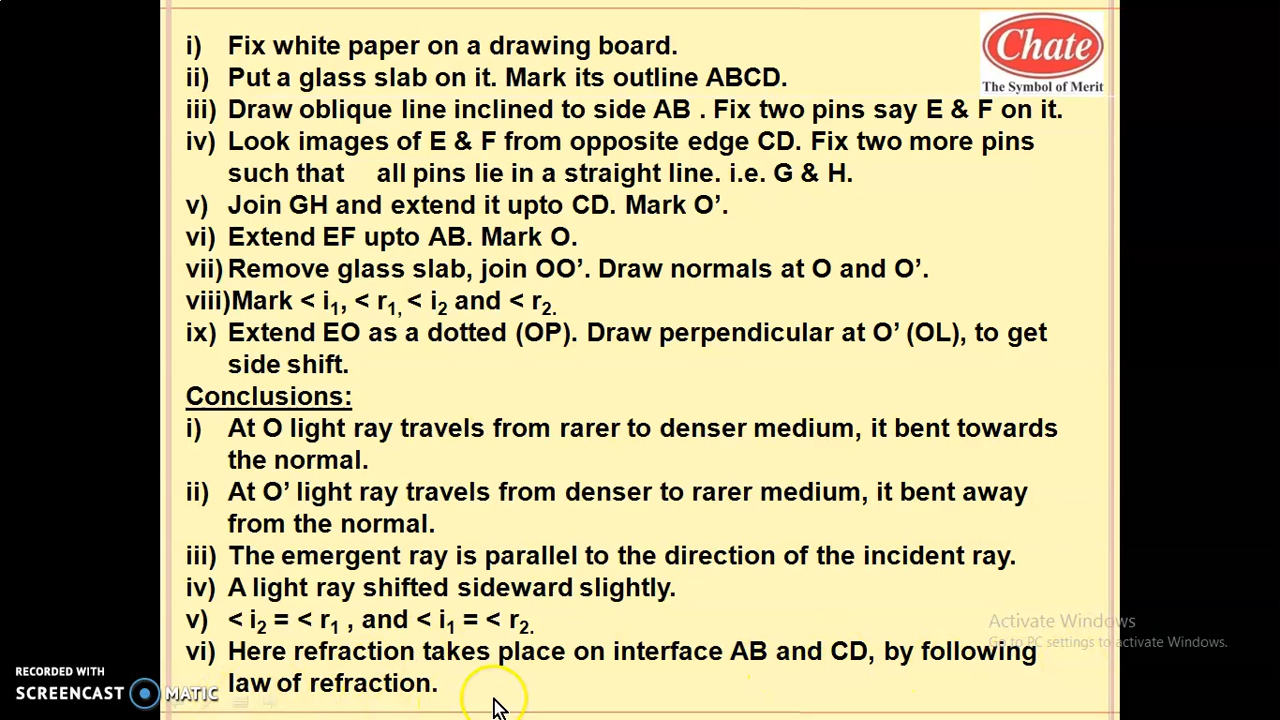 Chate
The Symbol of Merit
i) Fix white paper on a drawing board.
ii) Put a glass slab on it. Mark its outline ABCD.
iii) Draw oblique line inclined to side AB . Fix two pins say E & F on it.
iv) Look images of E & F from opposite edge CD. Fix two more pins
such that all pins lie in a straight line. i.e. G & H.
v) Join GH and extend it upto CD. Mark O’.
vi) Extend EF upto AB. Mark O.
vii) Remove glass slab, join OO’. Draw normals at O and O’.
viii)Mark < i₁, < r₁, < i₂ and < r₂.
ix) Extend EO as a dotted (OP). Draw perpendicular at O’ (OL), to get
side shift.
Conclusions:
i) At O light ray travels from rarer to denser medium, it bent towards
the normal.
ii) At O’ light ray travels from denser to rarer medium, it bent away
from the normal.
iii) The emergent ray is parallel to the direction of the incident ray.
iv) A light ray shifted sideward slightly.
v) < i₂ = < r₁ , and < i₁ = < r₂.
vi) Here refraction takes place on interface AB and CD, by following
law of refraction.
Activate Windows
Go to PC settings to activate Windows.
RECORDED WITH
SCREENCAST MATIC